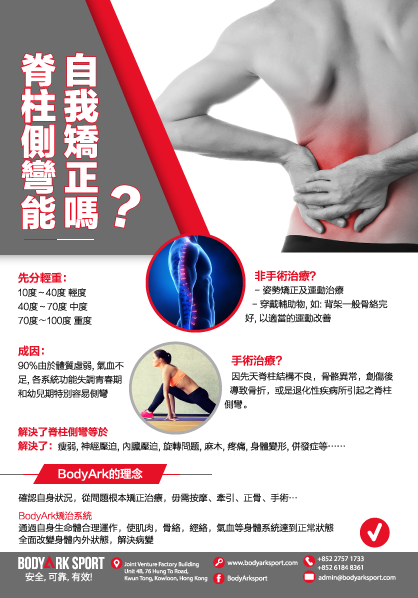 脊柱側彎能
自我矯正嗎?
先分輕重：
10度～40度 輕度
40度～70度 中度
70度～100度 重度
非手術治療?
- 姿勢矯正及運動治療
- 穿戴輔助物, 如: 背架一般骨骼完
好, 以適當的運動改善
成因：
90%由於體質虛弱, 氣血不
足, 各系統功能失調青春期
和幼兒期特別容易側彎
手術治療?
因先天脊柱結構不良，骨骼異常，創傷後
導致骨折，或是退化性疾病所引起之脊柱
側彎。
解決了脊柱側彎等於
解決了：痠弱, 神經壓迫, 內臟壓迫, 旋轉問題, 麻木, 疼痛, 身體變形, 併發症等⋯⋯
BodyArk的理念
確認自身狀況，從問題根本矯正治療，毋需按摩、牽引、正骨、手術⋯
BodyArk矯治系統
通過自身生命體合理運作，使肌肉，骨絡，經絡，氣血等身體系統達到正常狀態
全面改變身體內外狀態，解決病變
BODYARK SPORT
安全, 可靠, 有效!
Joint Venture Factory Building
Unit 4B, 76 Hung To Road,
Kwun Tong, Kowloon, Hong Kong
www.bodyarksport.com
BodyArkSport
+852 2757 1733
+852 6184 8361
admin@bodyarksport.com